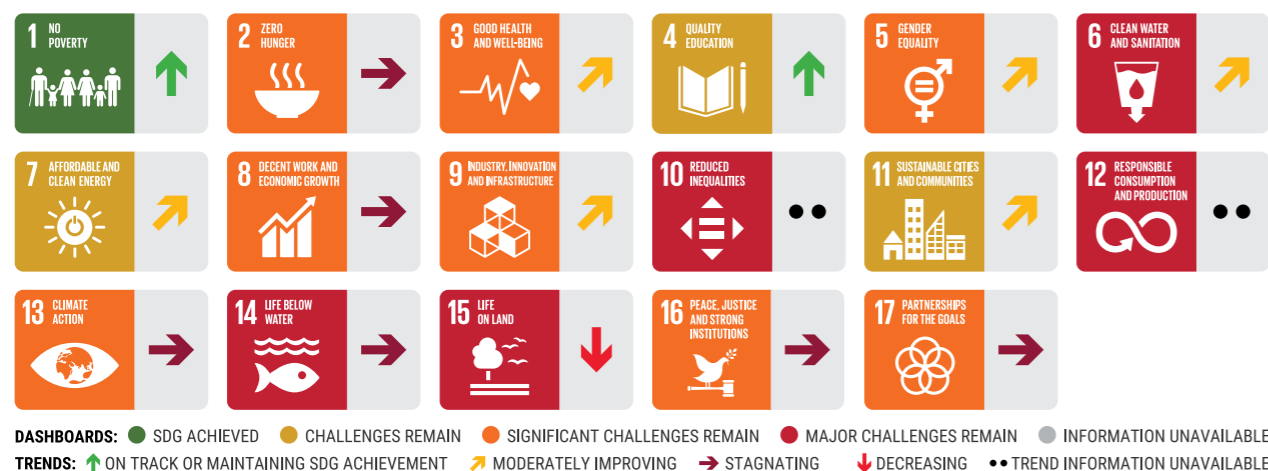 1 NO
POVERTY
2 ZERO
HUNGER
3 GOOD HEALTH
AND WELL-BEING
4 QUALITY
EDUCATION
5 GENDER
EQUALITY
6 CLEAN WATER
AND SANITATION
7 AFFORDABLE AND
CLEAN ENERGY
8 DECENT WORK AND
ECONOMIC GROWTH
9 INDUSTRY, INNOVATION
AND INFRASTRUCTURE
10 REDUCED
INEQUALITIES
11 SUSTAINABLE CITIES
AND COMMUNITIES
12 RESPONSIBLE
CONSUMPTION
AND PRODUCTION
13 CLIMATE
ACTION
14 LIFE BELOW
WATER
15 LIFE
ON LAND
16 PEACE, JUSTICE
AND STRONG
INSTITUTIONS
17 PARTNERSHIPS
FOR THE GOALS
DASHBOARDS: SDG ACHIEVED CHALLENGES REMAIN SIGNIFICANT CHALLENGES REMAIN MAJOR CHALLENGES REMAIN INFORMATION UNAVAILABLE
TRENDS: ON TRACK OR MAINTAINING SDG ACHIEVEMENT MODERATELY IMPROVING STAGNATING DECREASING TREND INFORMATION UNAVAILABLE